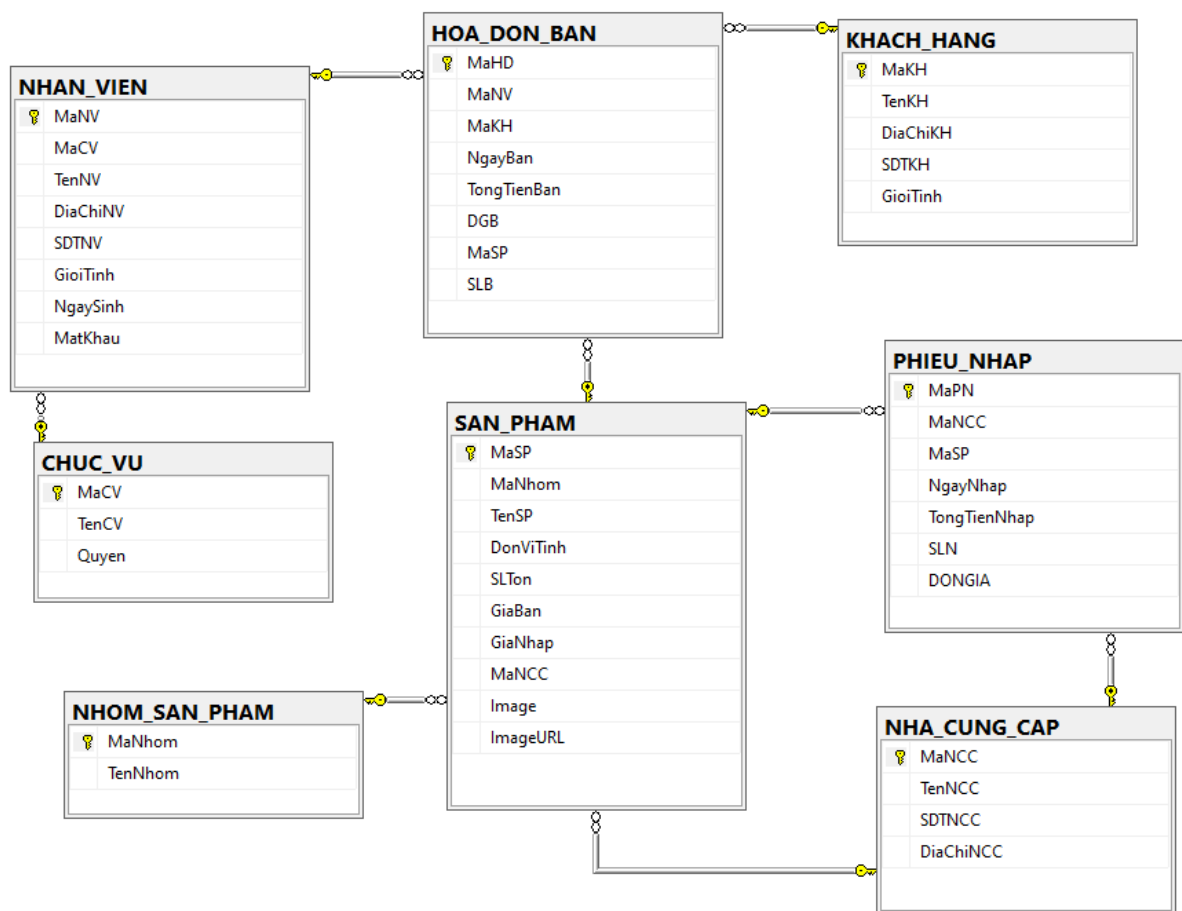 HOA_DON_BAN
MaHD
MaNV
MaKH
NgayBan
TongTienBan
DGB
MaSP
SLB
KHACH_HANG
MaKH
TenKH
DiaChiKH
SDTKH
GioiTinh
NHAN_VIEN
MaNV
MaCV
TenNV
DiaChiNV
SDTNV
GioiTinh
NgaySinh
MatKhau
PHIEU_NHAP
MaPN
MaNCC
MaSP
NgayNhap
TongTienNhap
SLN
DONGIA
SAN_PHAM
MaSP
MaNhom
TenSP
DonViTinh
SLTon
GiaBan
GiaNhap
MaNCC
Image
ImageURL
CHUC_VU
MaCV
TenCV
Quyen
NHOM_SAN_PHAM
MaNhom
TenNhom
NHA_CUNG_CAP
MaNCC
TenNCC
SDTNCC
DiaChiNCC